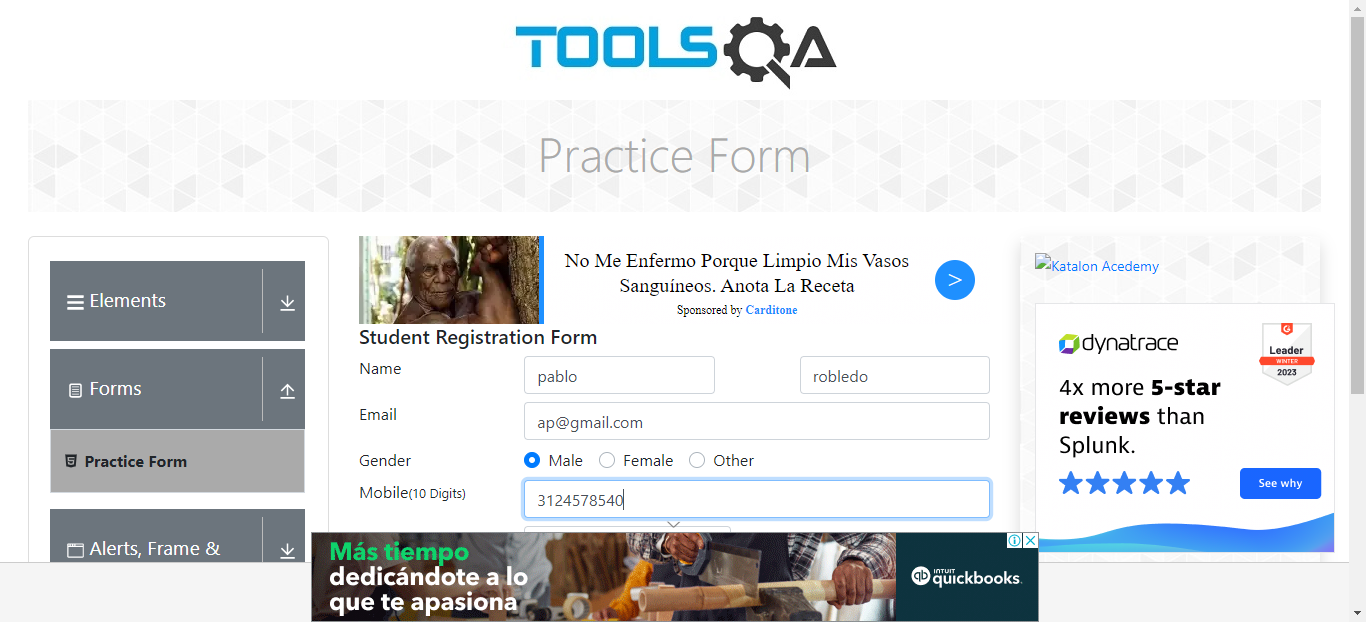 TOOLSQA
Practice Form
Elements
Forms
Practice Form
Alerts, Frame &
No Me Enfermo Porque Limpio Mis Vasos
Sanguíneos. Anota La Receta
Sponsored by Carditone
>
Student Registration Form
Name
pablo
robledo
Email
ap@gmail.com
Gender
Male
Female
Other
Mobile(10 Digits)
3124578540
Katalon Acedemy
dynatrace
G
Leader
WINTER
2023
4x more 5-star
reviews than
Splunk.
See why
Más tiempo
dedicándote a lo
que te apasiona
qb INTUIT
quickbooks.